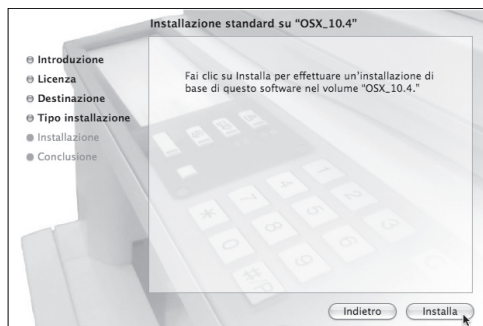 Installazione standard su “OSX_10.4”
Introduzione
Licenza
Destinazione
Tipo installazione
Installazione
Conclusione
Fai clic su Installa per effettuare un’installazione di
base di questo software nel volume “OSX_10.4.”
Indietro
Installa